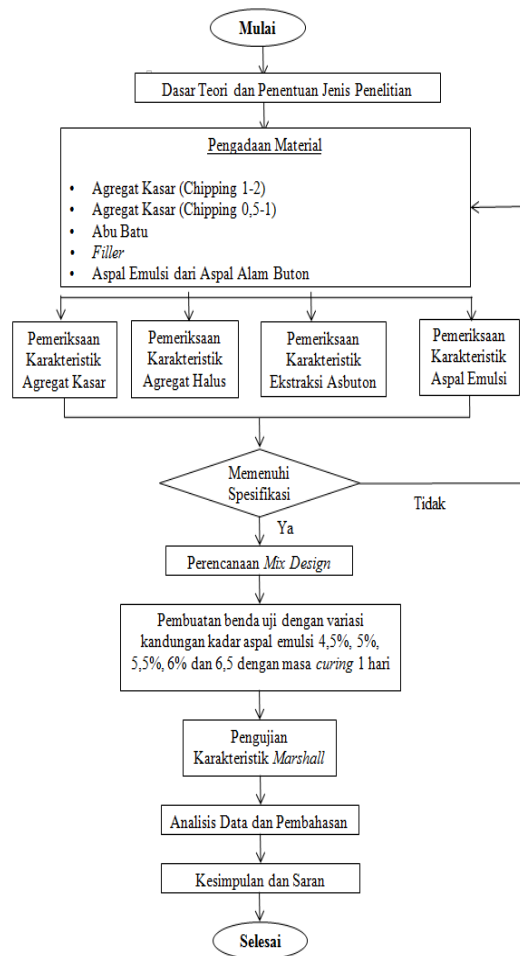 Mulai
Dasar Teori dan Penentuan Jenis Penelitian
Pengadaan Material
• Agregat Kasar (Chipping 1-2)
• Agregat Kasar (Chipping 0,5-1)
• Abu Batu
• Filler
• Aspal Emulsi dari Aspal Alam Buton
Pemeriksaan
Karakteristik
Agregat Kasar
Pemeriksaan
Karakteristik
Agregat Halus
Pemeriksaan
Karakteristik
Ekstraksi Asbuton
Pemeriksaan
Karakteristik
Aspal Emulsi
Memenuhi
Spesifikasi
Tidak
Ya
Perencanaan Mix Design
Pembuatan benda uji dengan variasi
kandungan kadar aspal emulsi 4,5%, 5%,
5,5%, 6% dan 6,5 dengan masa curing 1 hari
Pengujian
Karakteristik Marshall
Analisis Data dan Pembahasan
Kesimpulan dan Saran
Selesai